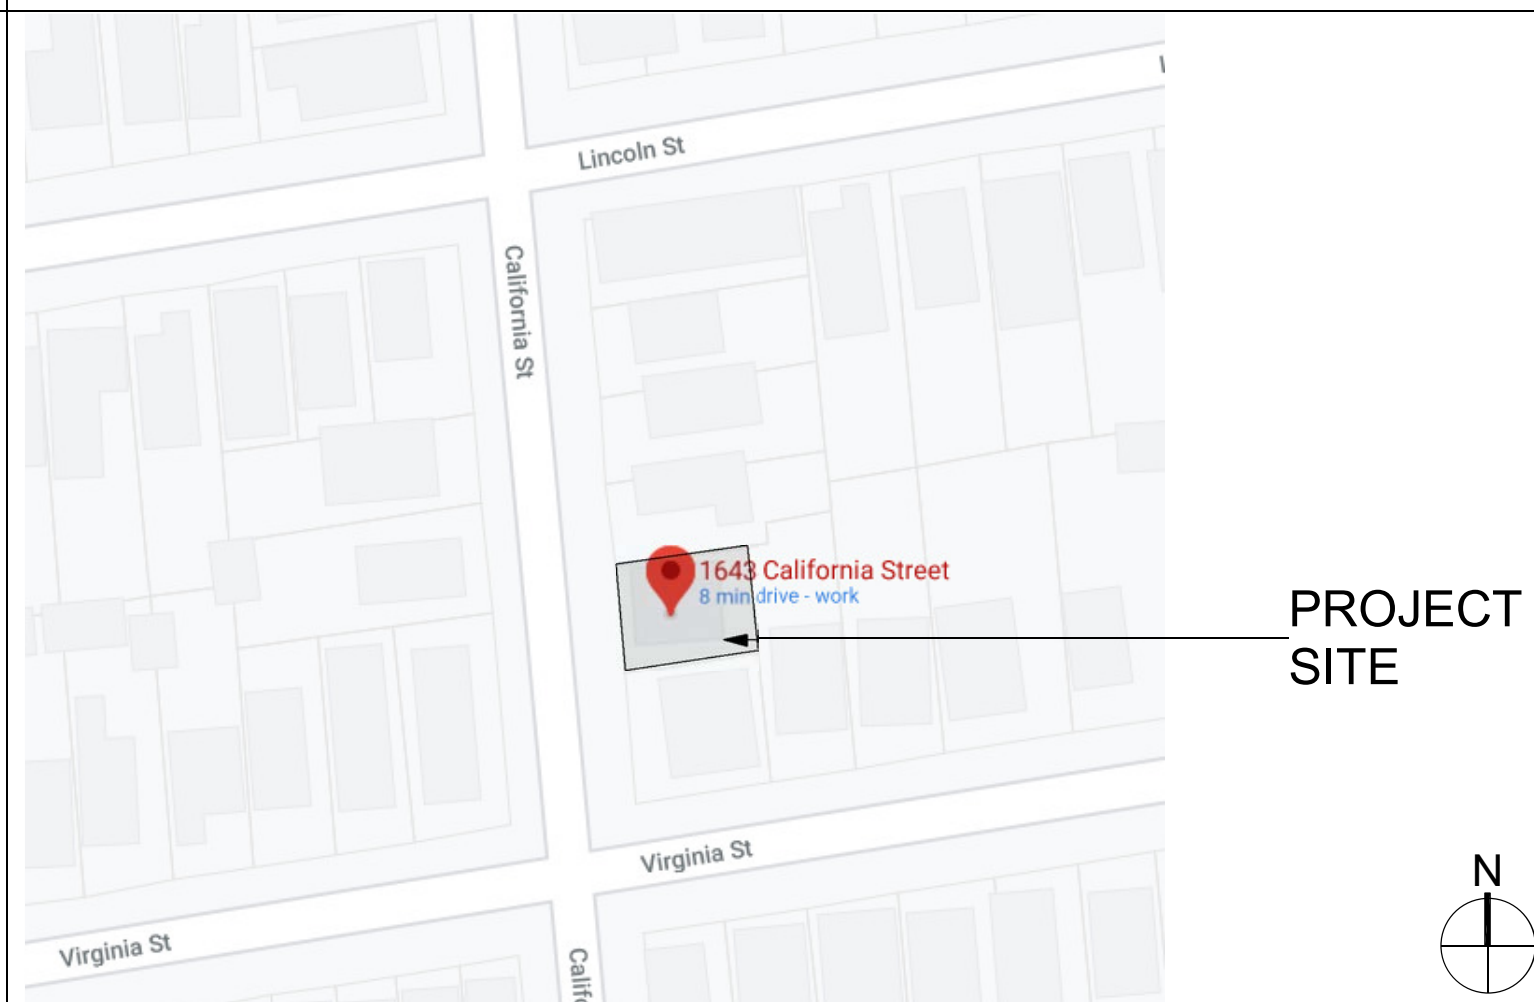 Lincoln St
California St
1643 California Street
8 min drive - work
PROJECT
SITE
Virginia St
N
Virginia St